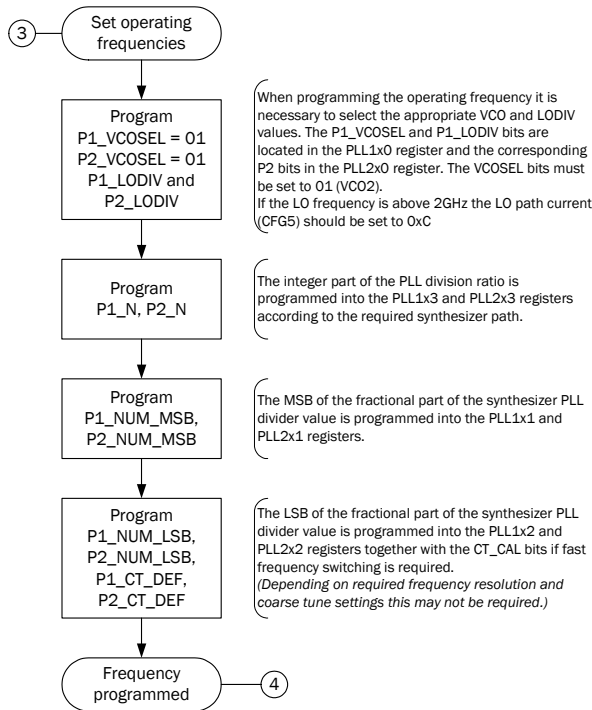 3
Set operating
frequencies
Program
P1_VCOSEL = 01
P2_VCOSEL = 01
P1_LODIV and
P2_LODIV
When programming the operating frequency it is
necessary to select the appropriate VCO and LODIV
values. The P1_VCOSEL and P1_LODIV bits are
located in the PLL1x0 register and the corresponding
P2 bits in the PLL2x0 register. The VCOSEL bits must
be set to 01 (VCO2).
If the LO frequency is above 2GHz the LO path current
(CFG5) should be set to 0xC
Program
P1_N, P2_N
The integer part of the PLL division ratio is
programmed into the PLL1x3 and PLL2x3 registers
according to the required synthesizer path.
Program
P1_NUM_MSB,
P2_NUM_MSB
The MSB of the fractional part of the synthesizer PLL
divider value is programmed into the PLL1x1 and
PLL2x1 registers.
Program
P1_NUM_LSB,
P2_NUM_LSB,
P1_CT_DEF,
P2_CT_DEF
The LSB of the fractional part of the synthesizer PLL
divider value is programmed into the PLL1x2 and
PLL2x2 registers together with the CT_CAL bits if fast
frequency switching is required.
(Depending on required frequency resolution and
coarse tune settings this may not be required.)
Frequency
programmed
4